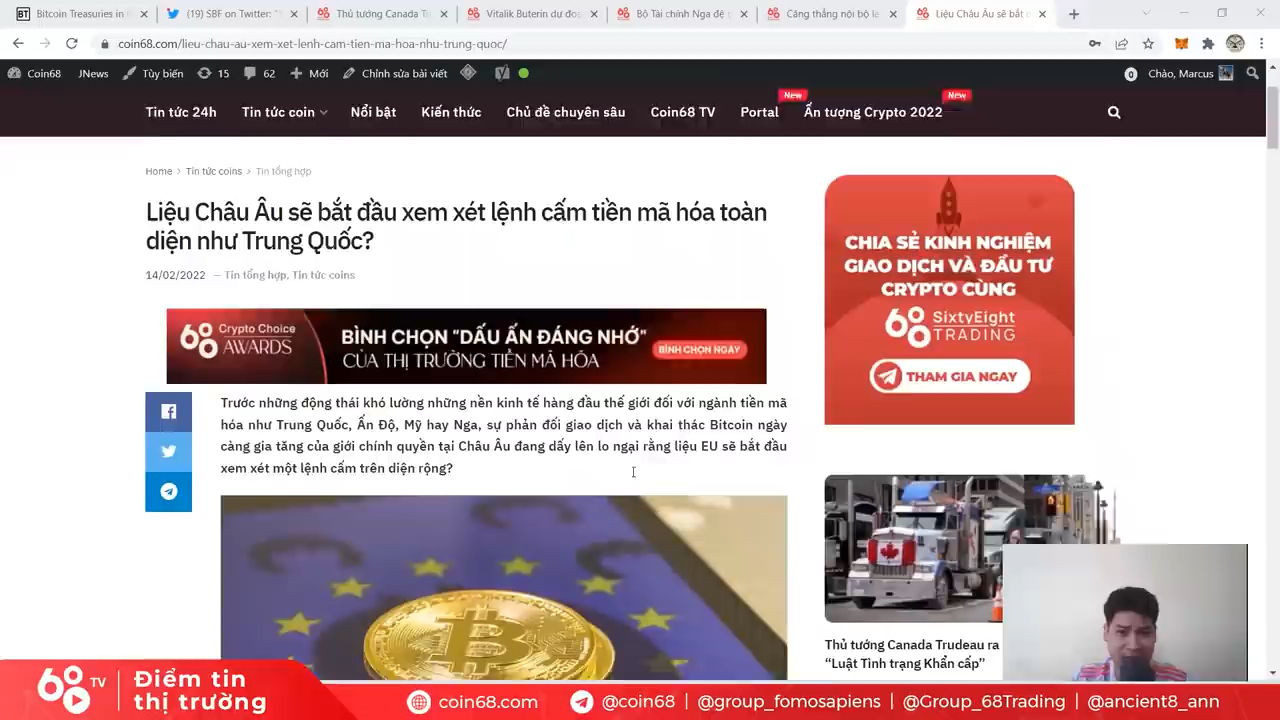 Bitcoin Treasuries in B
(19) SBF on Twitter: "T
Thủ tướng Canada Tr
Vitalik Buterin dự đo
Bộ Tài chính Nga đệ
Căng thẳng nội bộ lê
Liệu Châu Âu sẽ bắt đ
coin68.com/lieu-chau-au-xem-xet-lenh-cam-tien-ma-hoa-nhu-trung-quoc/
Coin68 JNews Tùy biến 15 62 Mới Chỉnh sửa bài viết
0 Chào, Marcus
Tin tức 24h Tin tức coin Nổi bật Kiến thức Chủ đề chuyên sâu Coin68 TV Portal New Ấn tượng Crypto 2022 New
Home > Tin tức coins > Tin tổng hợp
Liệu Châu Âu sẽ bắt đầu xem xét lệnh cấm tiền mã hóa toàn
diện như Trung Quốc?
14/02/2022 — Tin tổng hợp, Tin tức coins
68 Crypto Choice
AWARDS
BÌNH CHỌN "DẤU ẤN ĐÁNG NHỚ"
CỦA THỊ TRƯỜNG TIỀN MÃ HÓA
BÌNH CHỌN NGAY
Trước những động thái khó lường những nền kinh tế hàng đầu thế giới đối với ngành tiền mã
hóa như Trung Quốc, Ấn Độ, Mỹ hay Nga, sự phản đối giao dịch và khai thác Bitcoin ngày
càng gia tăng của giới chính quyền tại Châu Âu đang dấy lên lo ngại rằng liệu EU sẽ bắt đầu
xem xét một lệnh cấm trên diện rộng?
CHIA SẺ KINH NGHIỆM
GIAO DỊCH VÀ ĐẦU TƯ
CRYPTO CÙNG
68 SixtyEight
TRADING
THAM GIA NGAY
Thủ tướng Canada Trudeau ra
"Luật Tình trạng Khẩn cấp"
68 TV
Điểm tin
thị trường
coin68.com | @coin68 | @group_fomosapiens | @Group_68Trading | @ancient8_ann